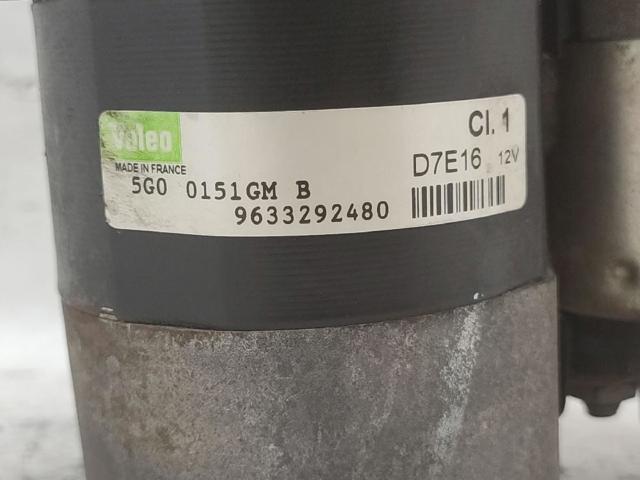 Valeo
MADE IN FRANCE
Cl. 1
D7E16 12V
5G0 0151GM B
9633292480